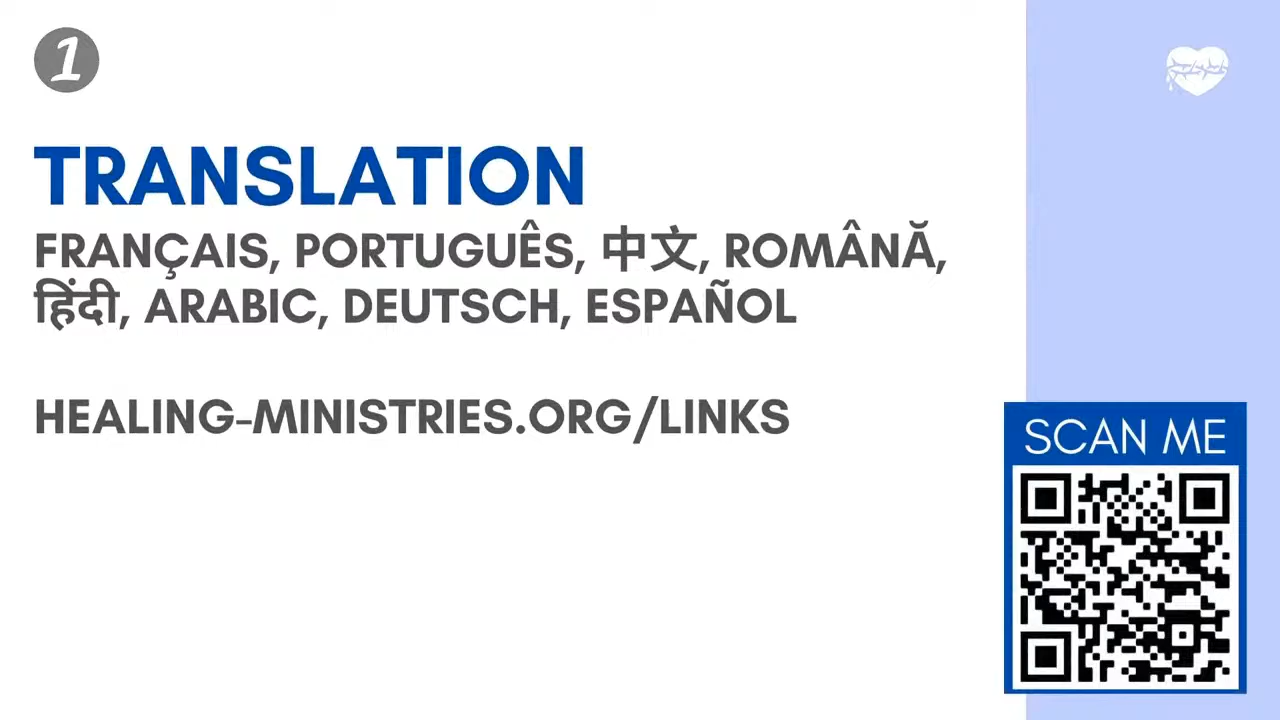 1
TRANSLATION
FRANÇAIS, PORTUGUÊS, 中文, ROMÂNĂ,
हिंदी, ARABIC, DEUTSCH, ESPAÑOL
HEALING-MINISTRIES.ORG/LINKS
SCAN ME